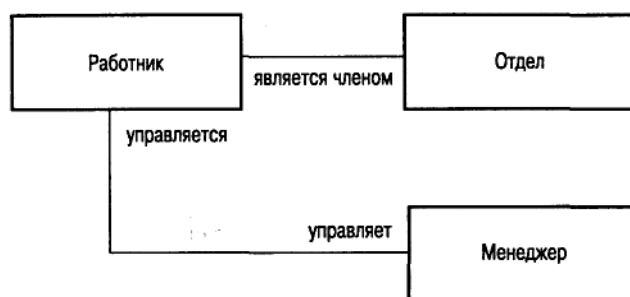 Работник
является членом
Отдел
управляется
управляет
Менеджер